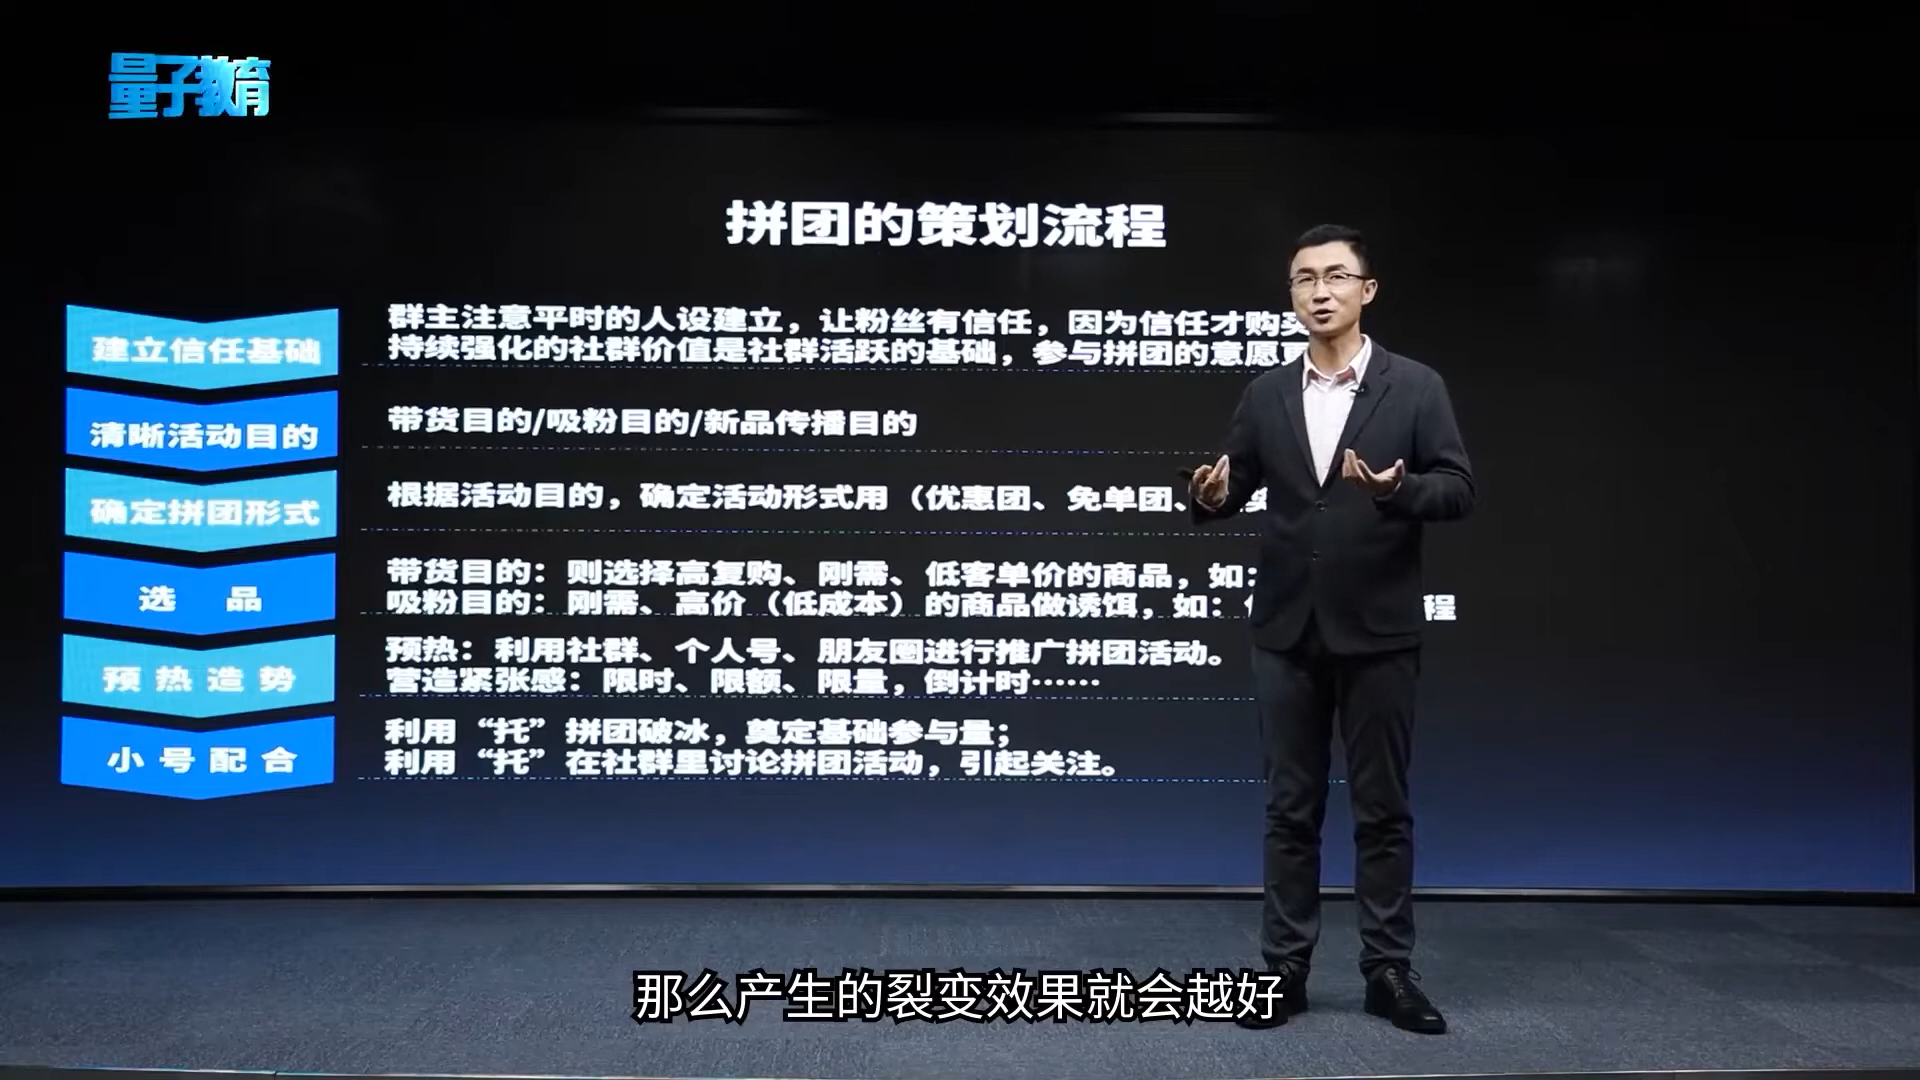 量子教育
拼团的策划流程
建立信任基础
群主注意平时的人设建立，让粉丝有信任，因为信任才购买
持续强化的社群价值是社群活跃的基础，参与拼团的意愿更
清晰活动目的
带货目的/吸粉目的/新品传播目的
确定拼团形式
根据活动目的，确定活动形式用（优惠团、免单团、
选 品
带货目的：则选择高复购、刚需、低客单价的商品，如：
吸粉目的：刚需、高价（低成本）的商品做诱饵，如： 程
预热造势
预热：利用社群、个人号、朋友圈进行推广拼团活动。
营造紧张感：限时、限额、限量，倒计时……
小号配合
利用“托”拼团破冰，奠定基础参与量；
利用“托”在社群里讨论拼团活动，引起关注。
那么产生的裂变效果就会越好